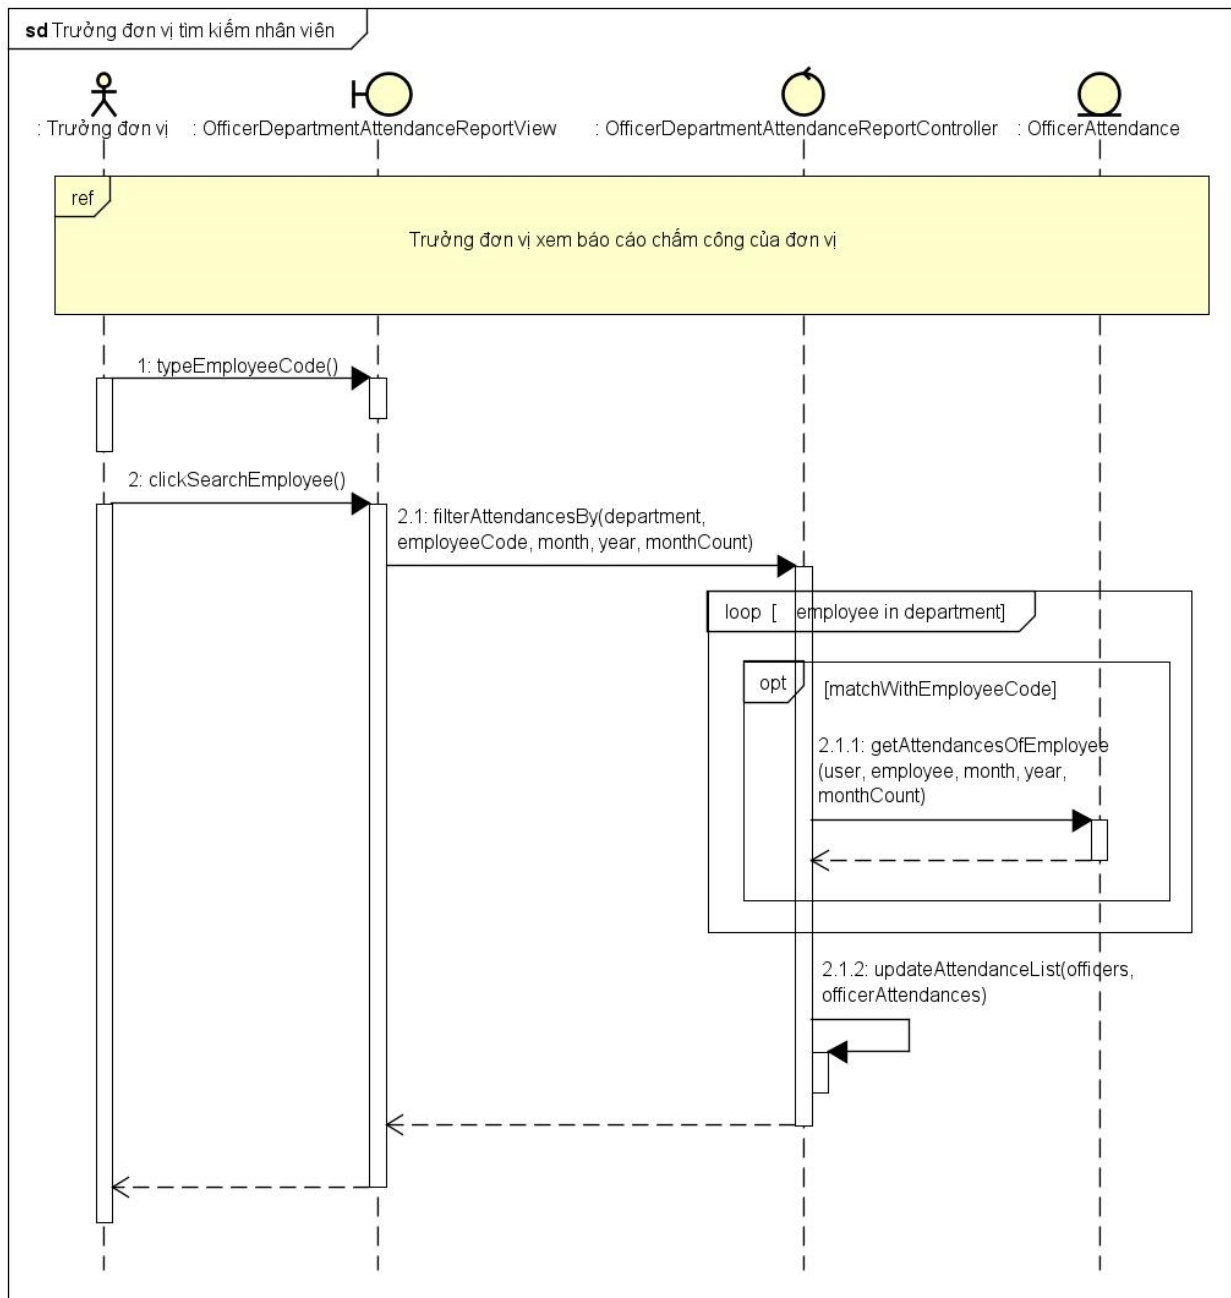 sd Trưởng đơn vị tìm kiếm nhân viên
: Trưởng đơn vị
: OfficerDepartmentAttendanceReportView
: OfficerDepartmentAttendanceReportController
: OfficerAttendance
ref
Trưởng đơn vị xem báo cáo chấm công của đơn vị
1: typeEmployeeCode()
2: clickSearchEmployee()
2.1: filterAttendancesBy(department,
employeeCode, month, year, monthCount)
loop [ employee in department]
opt
[matchWithEmployeeCode]
2.1.1: getAttendancesOfEmployee
(user, employee, month, year,
monthCount)
2.1.2: updateAttendanceList(officers,
officerAttendances)